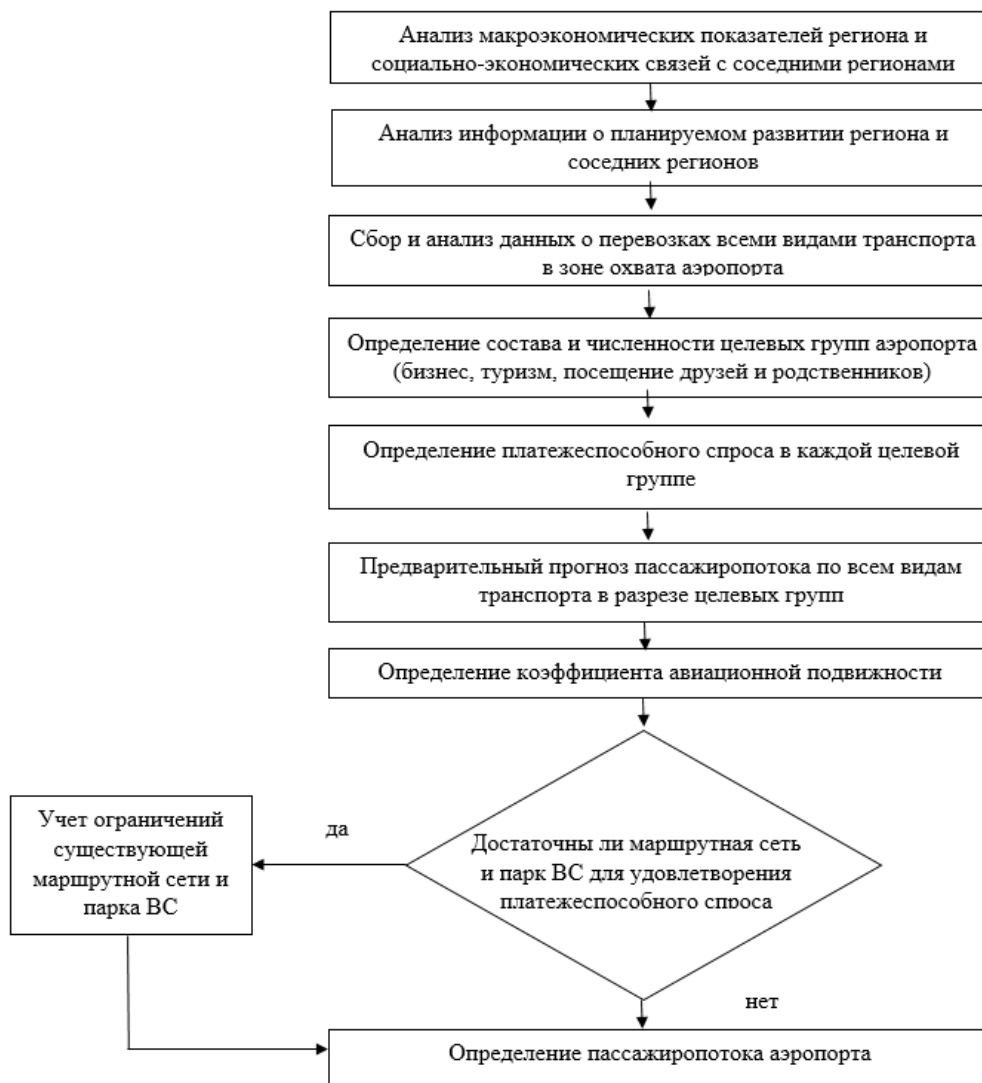 Анализ макроэкономических показателей региона и
социально-экономических связей с соседними регионами
Анализ информации о планируемом развитии региона и
соседних регионов
Сбор и анализ данных о перевозках всеми видами транспорта
в зоне охвата аэропорта
Определение состава и численности целевых групп аэропорта
(бизнес, туризм, посещение друзей и родственников)
Определение платежеспособного спроса в каждой целевой
группе
Предварительный прогноз пассажиропотока по всем видам
транспорта в разрезе целевых групп
Определение коэффициента авиационной подвижности
Достаточны ли маршрутная сеть
и парк ВС для удовлетворения
платежеспособного спроса
да
Учет ограничений
существующей
маршрутной сети и
парка ВС
нет
Определение пассажиропотока аэропорта